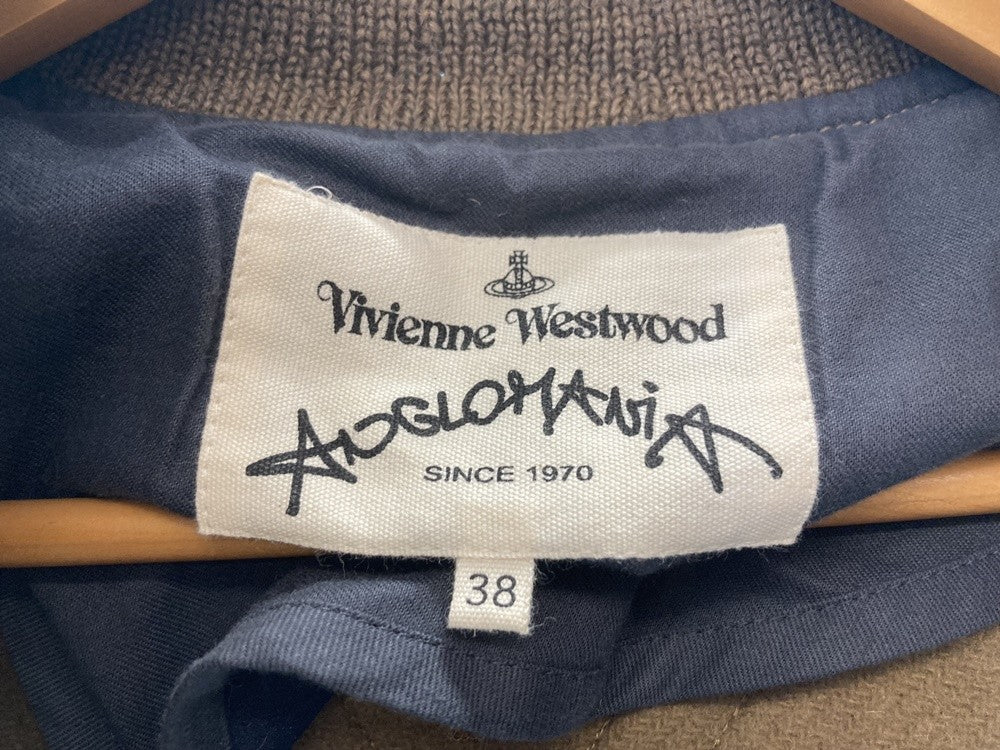 Vivienne Westwood
ANGLOMANIA
SINCE 1970
38